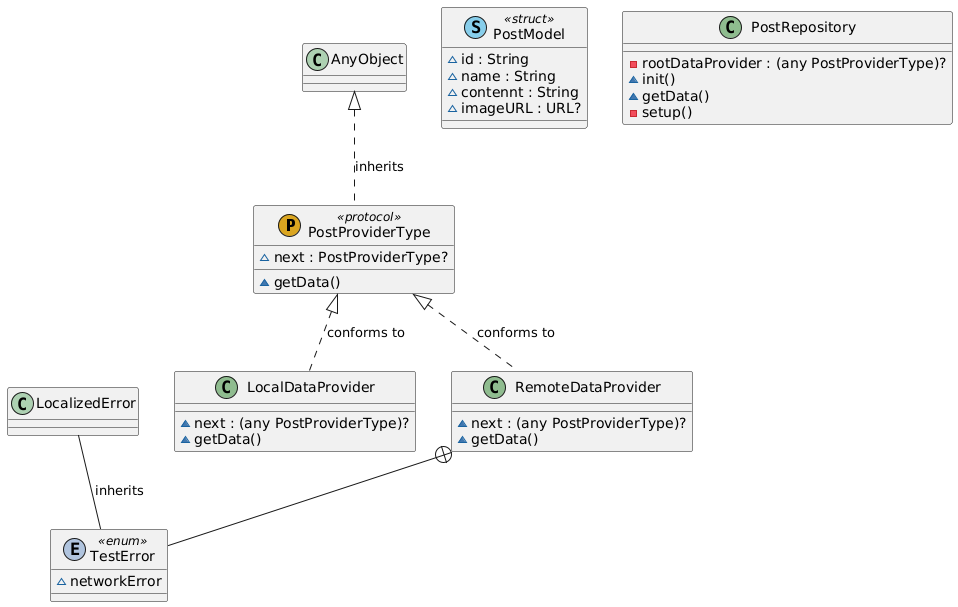 C AnyObject
«struct»
S PostModel
id : String
name : String
contennt : String
imageURL : URL?
C PostRepository
rootDataProvider : (any PostProviderType)?
init()
getData()
setup()
inherits
«protocol»
P PostProviderType
next : PostProviderType?
getData()
conforms to
conforms to
C LocalDataProvider
next : (any PostProviderType)?
getData()
C RemoteDataProvider
next : (any PostProviderType)?
getData()
C LocalizedError
inherits
«enum»
E TestError
networkError